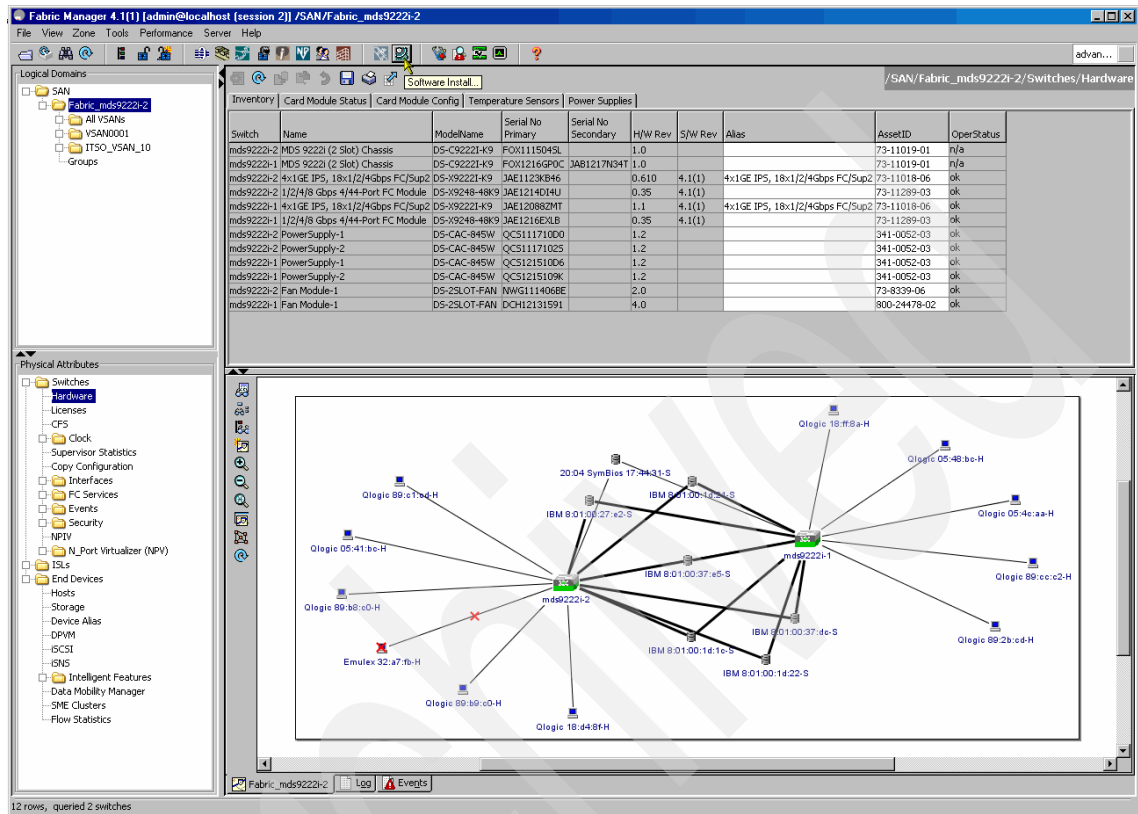 Fabric Manager 4.1(1) [admin@localhost (session 2)] /SAN/Fabric_mds9222i-2
File View Zone Tools Performance Server Help
advan...
Logical Domains
SAN
Fabric_mds9222i-2
All VSANs
VSAN0001
ITSO_VSAN_10
Groups
Software Install...
/SAN/Fabric_mds9222i-2/Switches/Hardware
Inventory Card Module Status Card Module Config Temperature Sensors Power Supplies
Switch Name ModelName Serial No Primary Serial No Secondary H/W Rev S/W Rev Alias AssetID OperStatus
mds9222i-2 MDS 9222i (2 Slot) Chassis DS-C9222I-K9 FOX111504SL 1.0 73-11019-01 n/a
mds9222i-1 MDS 9222i (2 Slot) Chassis DS-C9222I-K9 FOX1216GP0C JAB1217N34T 1.0 73-11019-01 n/a
mds9222i-2 4x1GE IPS, 18x1/2/4Gbps FC/Sup2 DS-X9222I-K9 JAE1123KB46 0.610 4.1(1) 4x1GE IPS, 18x1/2/4Gbps FC/Sup2 73-11018-06 ok
mds9222i-2 1/2/4/8 Gbps 4/44-Port FC Module DS-X9248-48K9 JAE1214DI4U 0.35 4.1(1) 73-11289-03 ok
mds9222i-1 4x1GE IPS, 18x1/2/4Gbps FC/Sup2 DS-X9222I-K9 JAE12088ZMT 1.1 4.1(1) 4x1GE IPS, 18x1/2/4Gbps FC/Sup2 73-11018-06 ok
mds9222i-1 1/2/4/8 Gbps 4/44-Port FC Module DS-X9248-48K9 JAE1216EXLB 0.35 4.1(1) 73-11289-03 ok
mds9222i-2 PowerSupply-1 DS-CAC-845W QCS111710D0 1.2 341-0052-03 ok
mds9222i-2 PowerSupply-2 DS-CAC-845W QCS11171025 1.2 341-0052-03 ok
mds9222i-1 PowerSupply-1 DS-CAC-845W QCS121510D6 1.2 341-0052-03 ok
mds9222i-1 PowerSupply-2 DS-CAC-845W QCS1215109K 1.2 341-0052-03 ok
mds9222i-2 Fan Module-1 DS-2SLOT-FAN NWG111406BE 2.0 73-8339-06 ok
mds9222i-1 Fan Module-1 DS-2SLOT-FAN DCH12131591 4.0 800-24478-02 ok
Physical Attributes
Switches
Hardware
Licenses
CFS
Clock
Supervisor Statistics
Copy Configuration
Interfaces
FC Services
Events
Security
NPIV
N_Port Virtualizer (NPV)
ISLs
End Devices
Hosts
Storage
Device Alias
DPVM
iSCSI
iSNS
Intelligent Features
Data Mobility Manager
SME Clusters
Flow Statistics
Qlogic 18:ff:8a-H
Qlogic 05:48:bc-H
20:04 SymBios 17:44:31-S
Qlogic 89:c1:cd-H
IBM 8:01:00:1d:21-S
IBM 8:01:00:27:e2-S
Qlogic 05:4c:aa-H
Qlogic 05:41:bc-H
mds9222i-1
IBM 8:01:00:37:e5-S
Qlogic 89:cc:c2-H
mds9222i-2
Qlogic 89:b8:c0-H
IBM 8:01:00:37:dc-S
Qlogic 89:2b:cd-H
IBM 8:01:00:1d:1c-S
Emulex 32:a7:fb-H
IBM 8:01:00:1d:22-S
Qlogic 89:b9:c0-H
Qlogic 18:d4:8f-H
Fabric_mds9222i-2 Log Events
12 rows, queried 2 switches